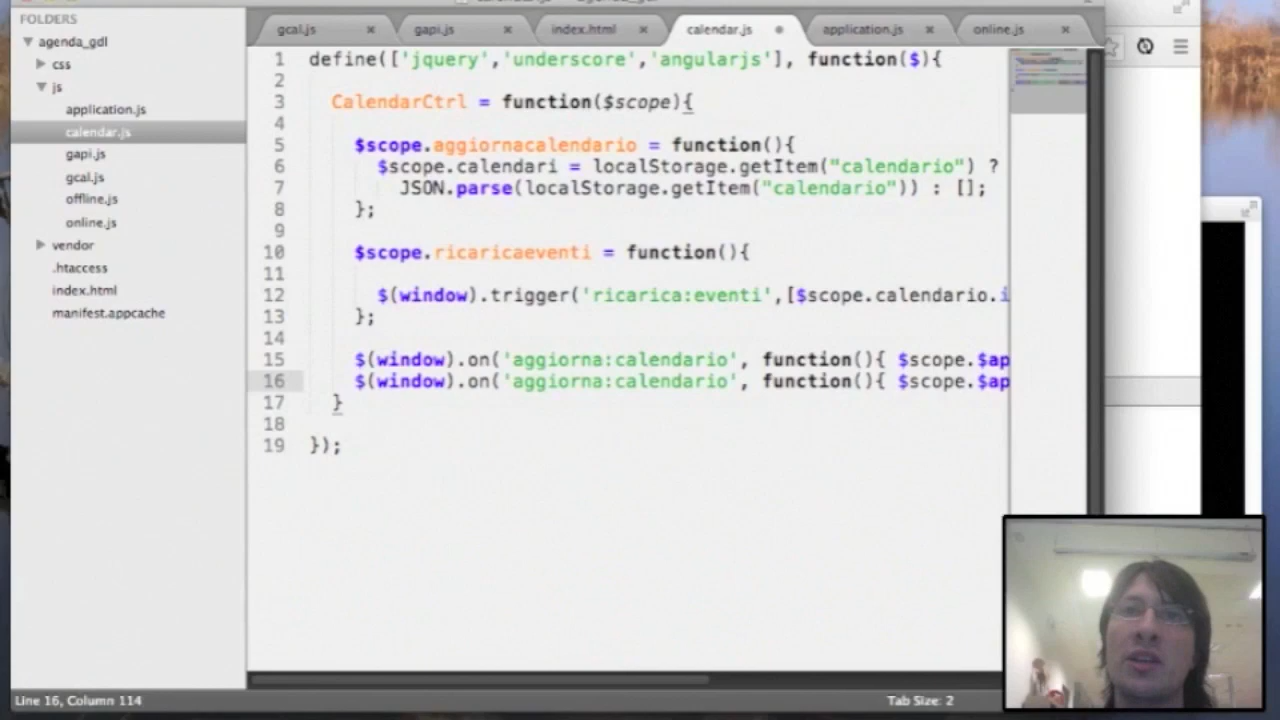 FOLDERS
agenda_gdl
css
js
application.js
calendar.js
gapi.js
gcal.js
offline.js
online.js
vendor
.htaccess
index.html
manifest.appcache
gcal.js
gapi.js
index.html
calendar.js
application.js
online.js
1 define(['jquery','underscore','angularjs'], function($){
2
3 CalendarCtrl = function($scope){
4
5 $scope.aggiornacalendario = function(){
6 $scope.calendari = localStorage.getItem("calendario") ?
7 JSON.parse(localStorage.getItem("calendario")) : [];
8 };
9
10 $scope.ricaricaeventi = function(){
11
12 $(window).trigger('ricarica:eventi',[$scope.calendario.i
13 };
14
15 $(window).on('aggiorna:calendario', function(){ $scope.$ap
16 $(window).on('aggiorna:calendario', function(){ $scope.$ap
17 }
18
19 });
Line 16, Column 114
Tab Size: 2